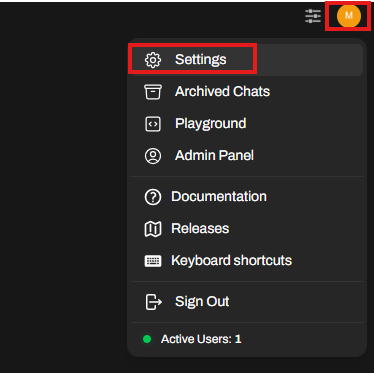 M
Settings
Archived Chats
Playground
Admin Panel
Documentation
Releases
Keyboard shortcuts
Sign Out
Active Users: 1